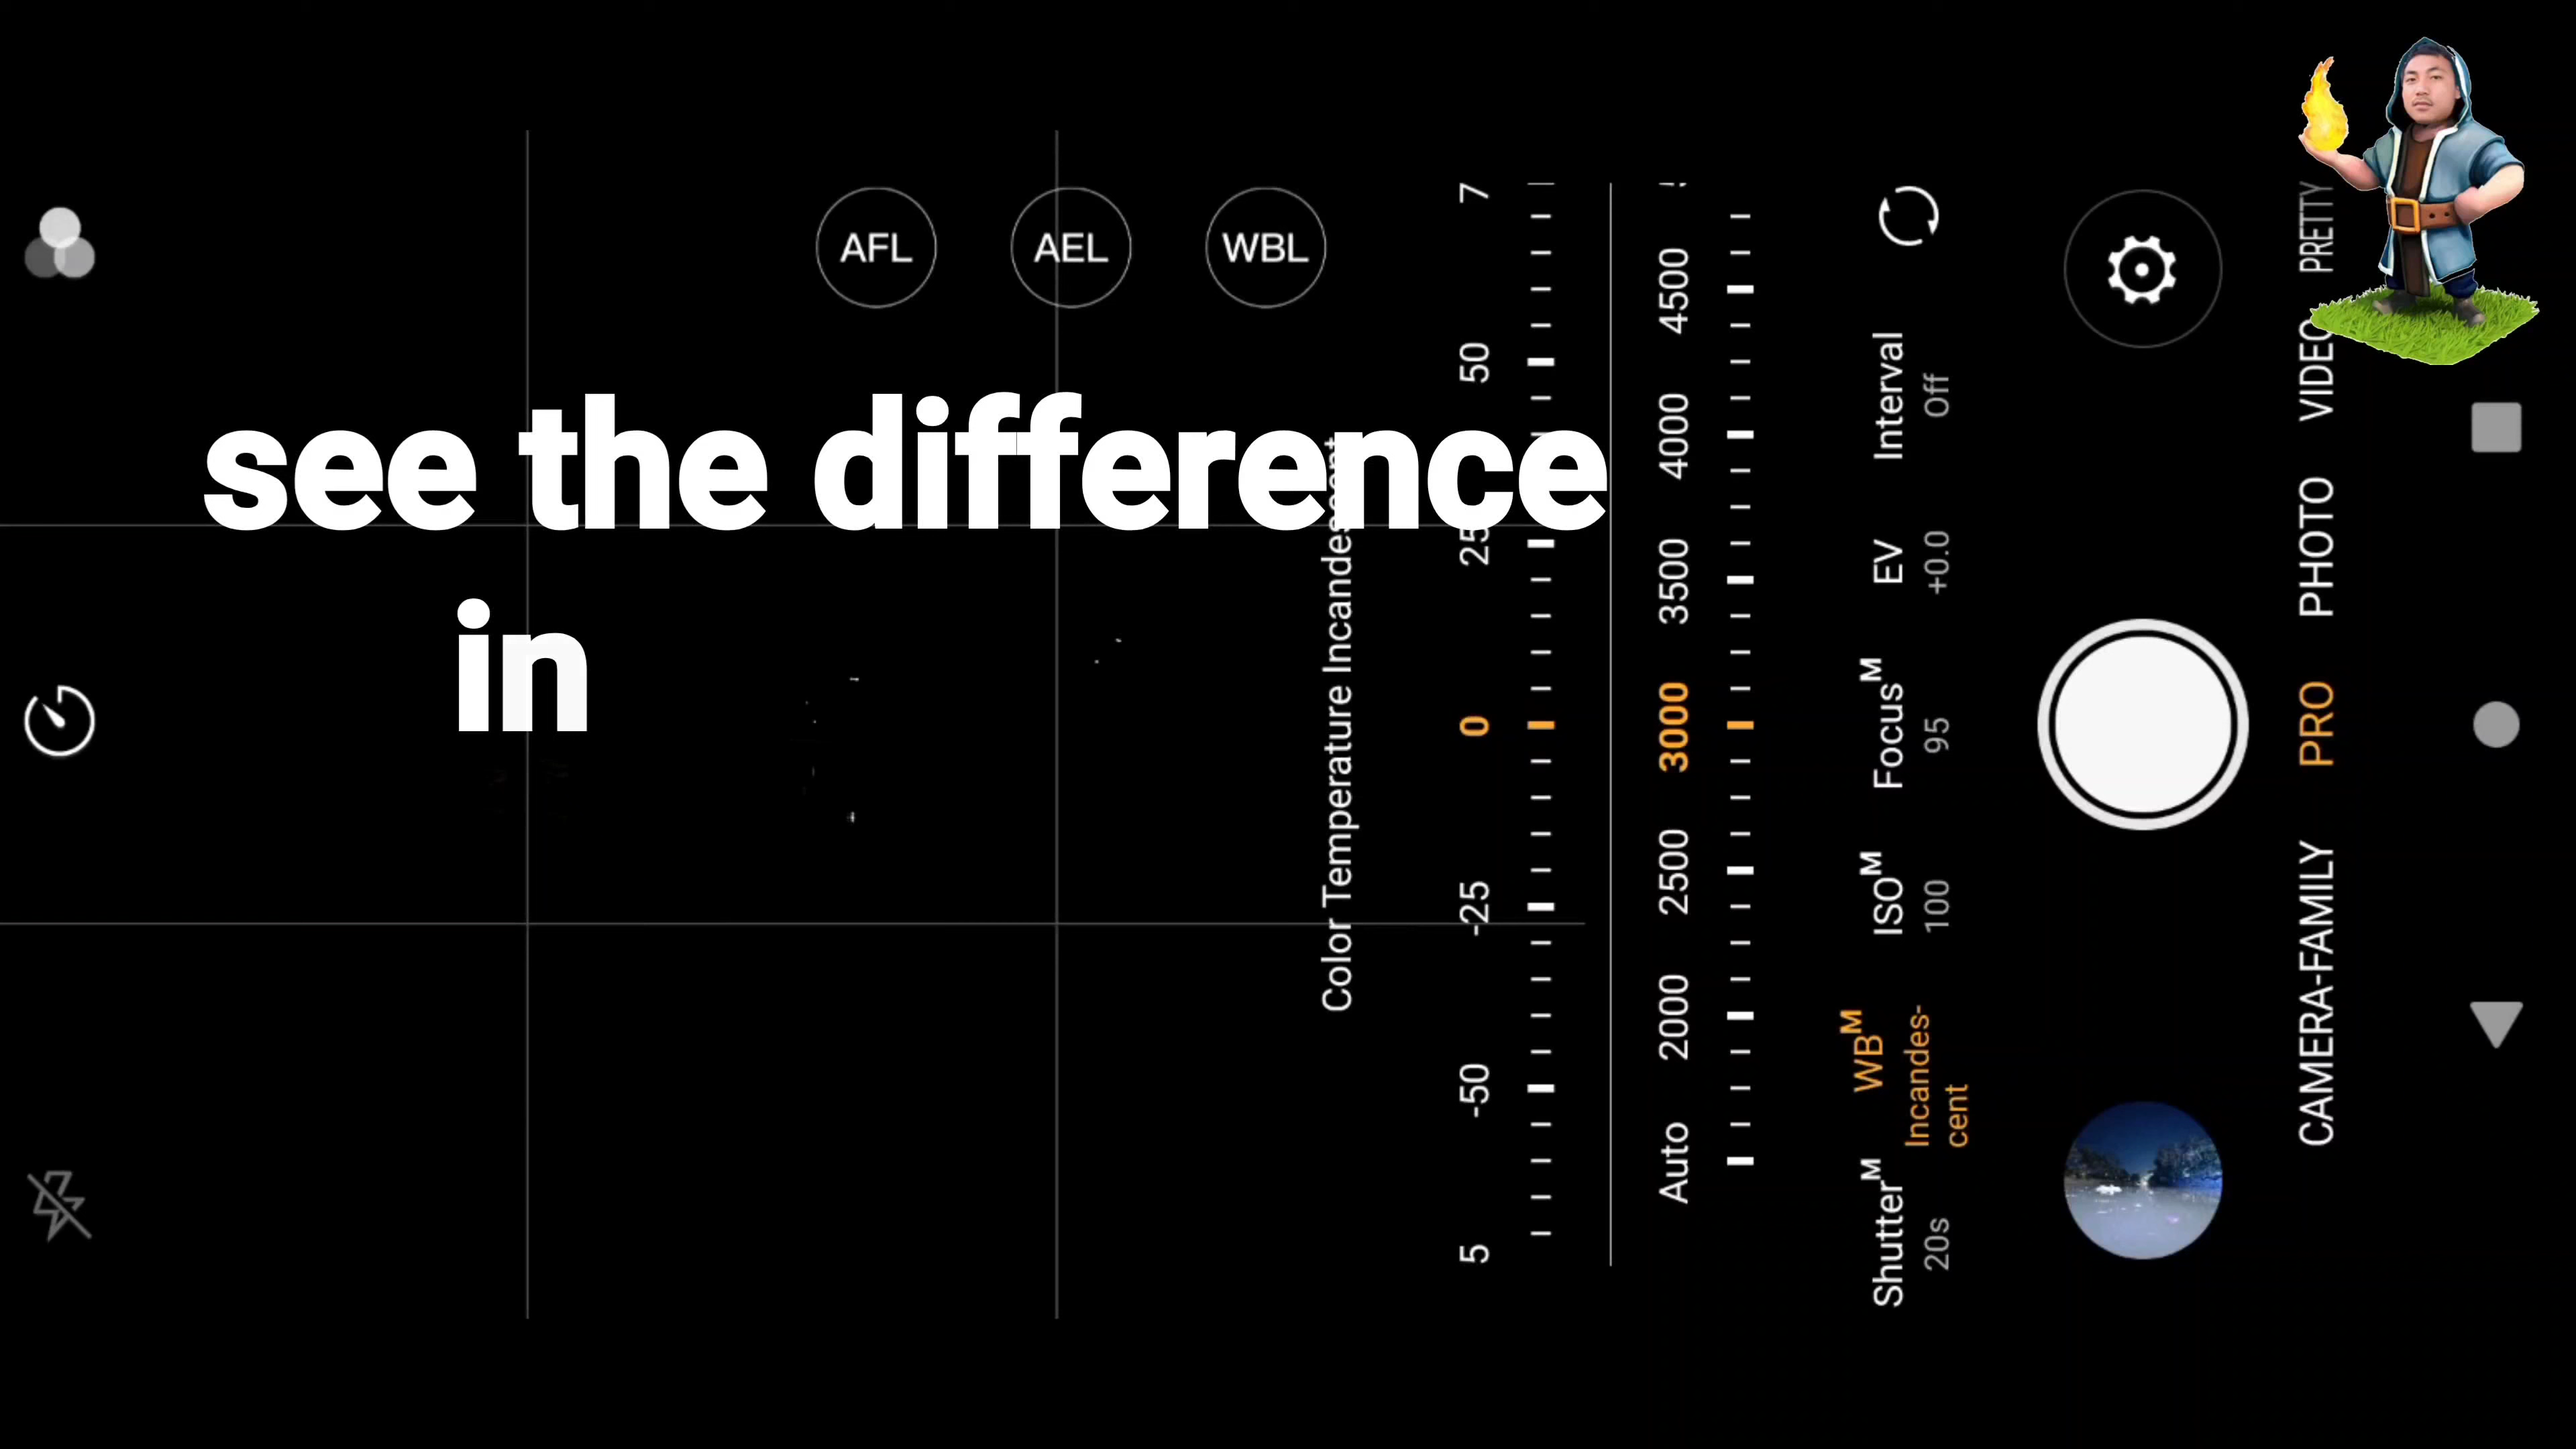 see the difference
in
AFL
AEL
WBL
Color Temperature Incandescent
5 -50 -25 0 25 50 7
Auto 2000 2500 3000 3500 4000 4500
Shutter M
20s
WB M
Incandes-
cent
ISO M
100
Focus M
95
EV
+0.0
Interval
Off
CAMERA-FAMILY PRO PHOTO VIDEO PRETTY